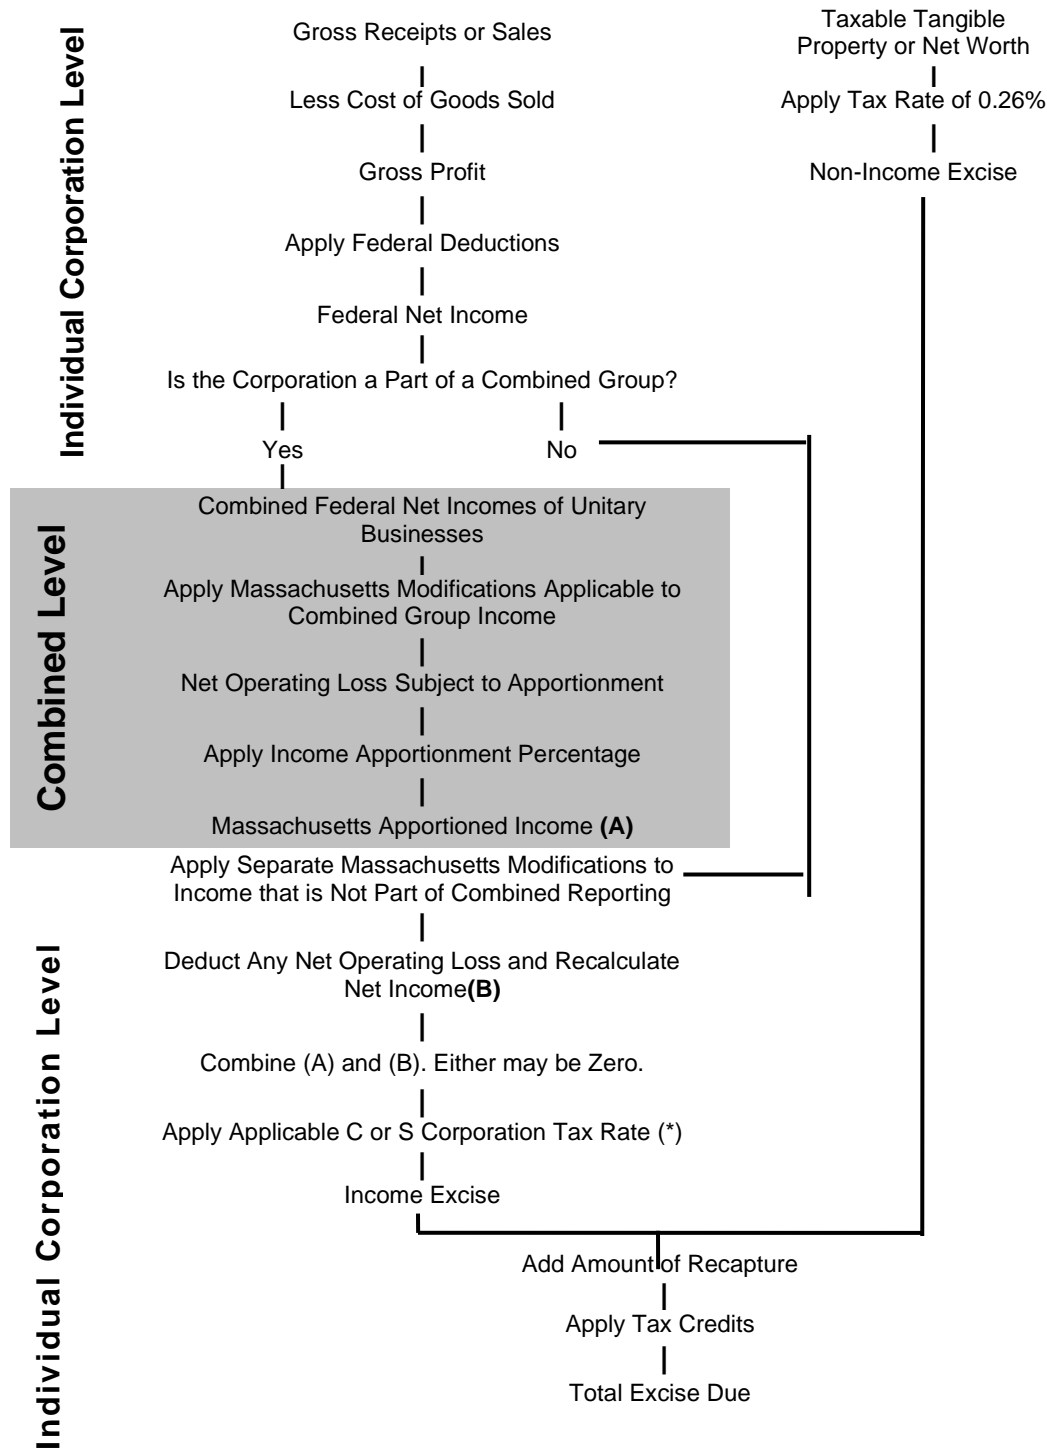 Individual Corporation Level
Gross Receipts or Sales
Less Cost of Goods Sold
Gross Profit
Apply Federal Deductions
Federal Net Income
Is the Corporation a Part of a Combined Group?
Yes
No
Taxable Tangible
Property or Net Worth
Apply Tax Rate of 0.26%
Non-Income Excise
Combined Level
Combined Federal Net Incomes of Unitary
Businesses
Apply Massachusetts Modifications Applicable to
Combined Group Income
Net Operating Loss Subject to Apportionment
Apply Income Apportionment Percentage
Massachusetts Apportioned Income (A)
Individual Corporation Level
Apply Separate Massachusetts Modifications to
Income that is Not Part of Combined Reporting
Deduct Any Net Operating Loss and Recalculate
Net Income(B)
Combine (A) and (B). Either may be Zero.
Apply Applicable C or S Corporation Tax Rate (*)
Income Excise
Add Amount of Recapture
Apply Tax Credits
Total Excise Due